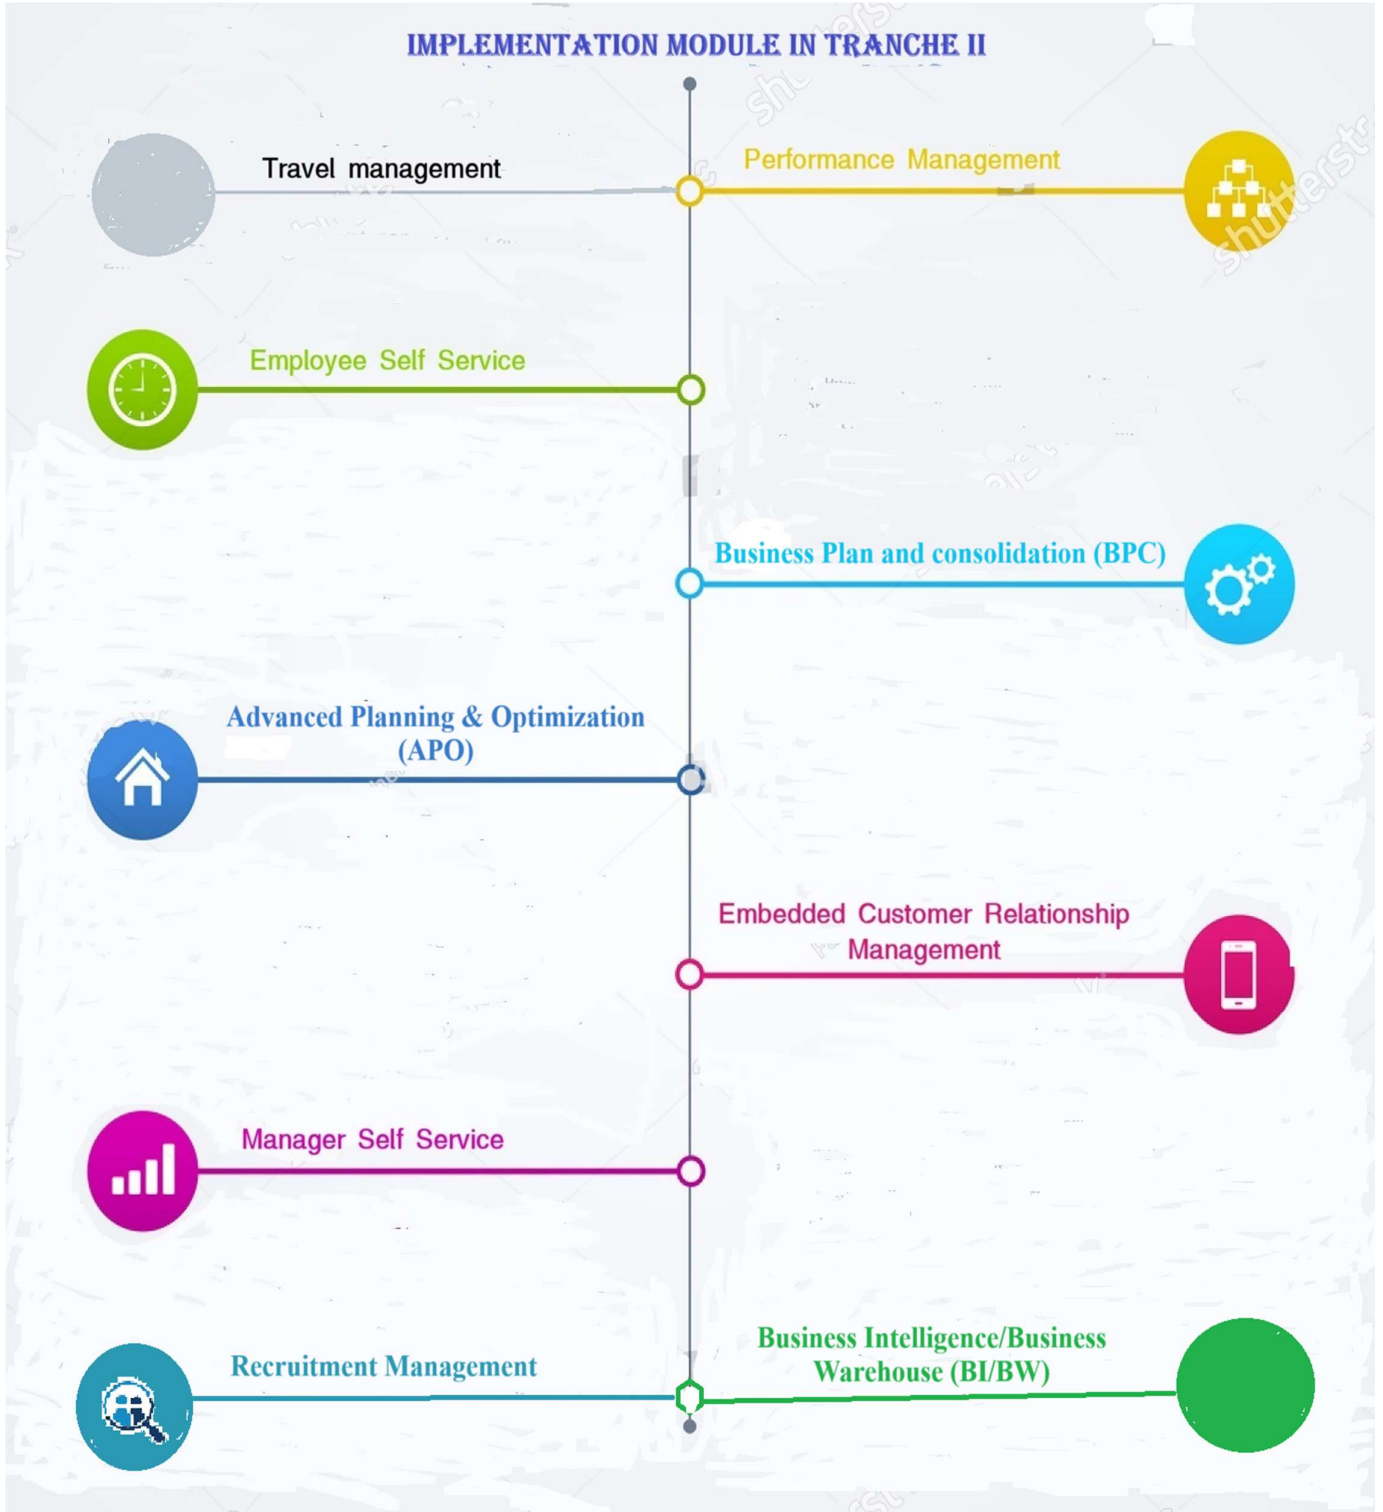 IMPLEMENTATION MODULE IN TRANCHE II
Travel management
Performance Management
Employee Self Service
Business Plan and consolidation (BPC)
Advanced Planning & Optimization
(APO)
Embedded Customer Relationship
Management
Manager Self Service
Recruitment Management
Business Intelligence/Business
Warehouse (BI/BW)